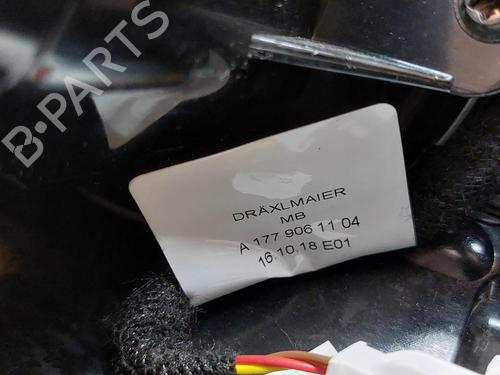 B·PARTS
DRÄXLMAIER
MB
A 177 906 11 04
16.10.18 E01